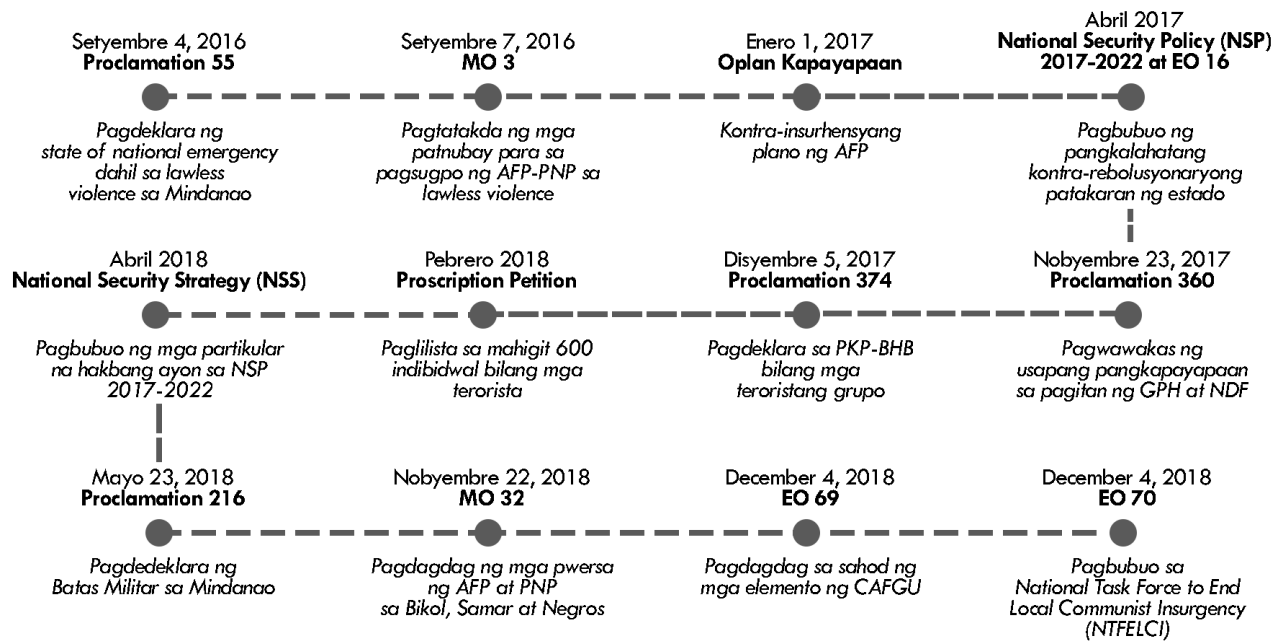 Setyembre 4, 2016
Proclamation 55
Pagdeklara ng
state of national emergency
dahil sa lawless
violence sa Mindanao
Setyembre 7, 2016
MO 3
Pagtatakda ng mga
patnubay para sa
pagsugpo ng AFP-PNP sa
lawless violence
Enero 1, 2017
Oplan Kapayapaan
Kontra-insurhensyang
plano ng AFP
Abril 2017
National Security Policy (NSP)
2017-2022 at EO 16
Pagbubuo ng
pangkalahatang
kontra-rebolusyonaryong
patakaran ng estado
Nobyembre 23, 2017
Proclamation 360
Pagwawakas ng
usapang pangkapayapaan
sa pagitan ng GPH at NDF
Disyembre 5, 2017
Proclamation 374
Pagdeklara sa PKP-BHB
bilang mga
teroristang grupo
Pebrero 2018
Proscription Petition
Paglilista sa mahigit 600
indibidwal bilang mga
terorista
Abril 2018
National Security Strategy (NSS)
Pagbubuo ng mga partikular
na hakbang ayon sa NSP
2017-2022
Mayo 23, 2018
Proclamation 216
Pagdedeklara ng
Batas Militar sa Mindanao
Nobyembre 22, 2018
MO 32
Pagdagdag ng mga pwersa
ng AFP at PNP
sa Bikol, Samar at Negros
December 4, 2018
EO 69
Pagdagdag sa sahod ng
mga elemento ng CAFGU
December 4, 2018
EO 70
Pagbubuo sa
National Task Force to End
Local Communist Insurgency
(NTFELCI)